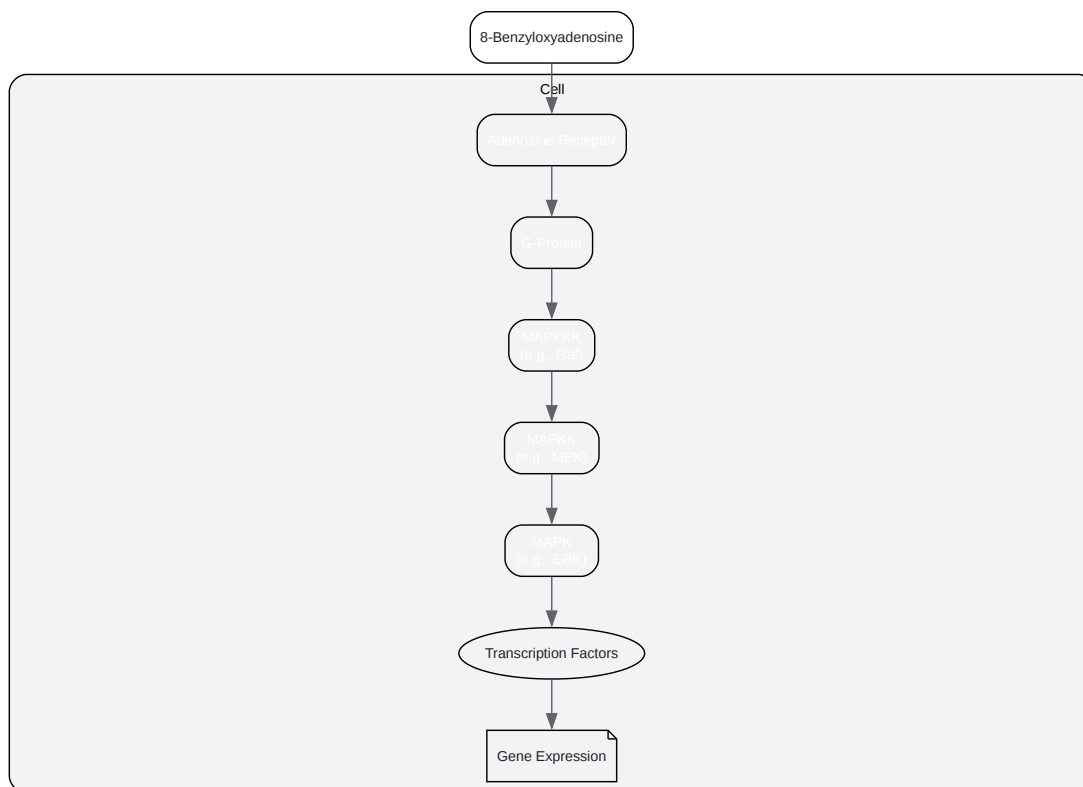 8-Benzyloxyadenosine
Cell
Adenosine Receptor
G-Protein
MAPKKK
(e.g., Raf)
MAPKK
(e.g., MEK)
MAPK
(e.g., ERK)
Transcription Factors
Gene Expression